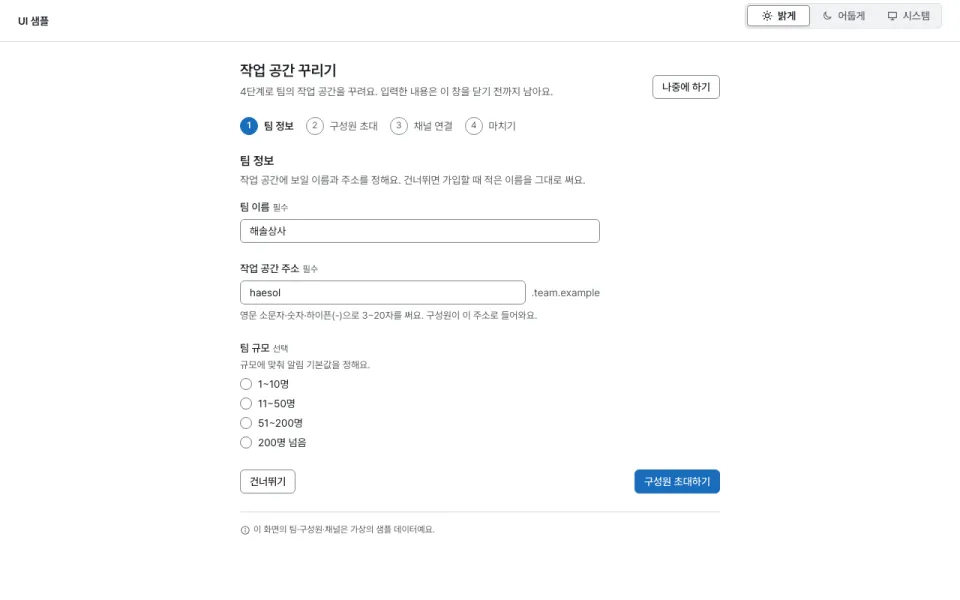 UI 샘플
밝게
어둡게
시스템
작업 공간 꾸리기
4단계로 팀의 작업 공간을 꾸려요. 입력한 내용은 이 창을 닫기 전까지 남아요.
나중에 하기
1 팀 정보
2 구성원 초대
3 채널 연결
4 마치기
팀 정보
작업 공간에 보일 이름과 주소를 정해요. 건너뛰면 가입할 때 적은 이름을 그대로 써요.
팀 이름 필수
해솔상사
작업 공간 주소 필수
haesol .team.example
영문 소문자·숫자·하이픈(-)으로 3~20자를 써요. 구성원이 이 주소로 들어와요.
팀 규모 선택
규모에 맞춰 알림 기본값을 정해요.
1~10명
11~50명
51~200명
200명 넘음
건너뛰기
구성원 초대하기
이 화면의 팀·구성원·채널은 가상의 샘플 데이터예요.